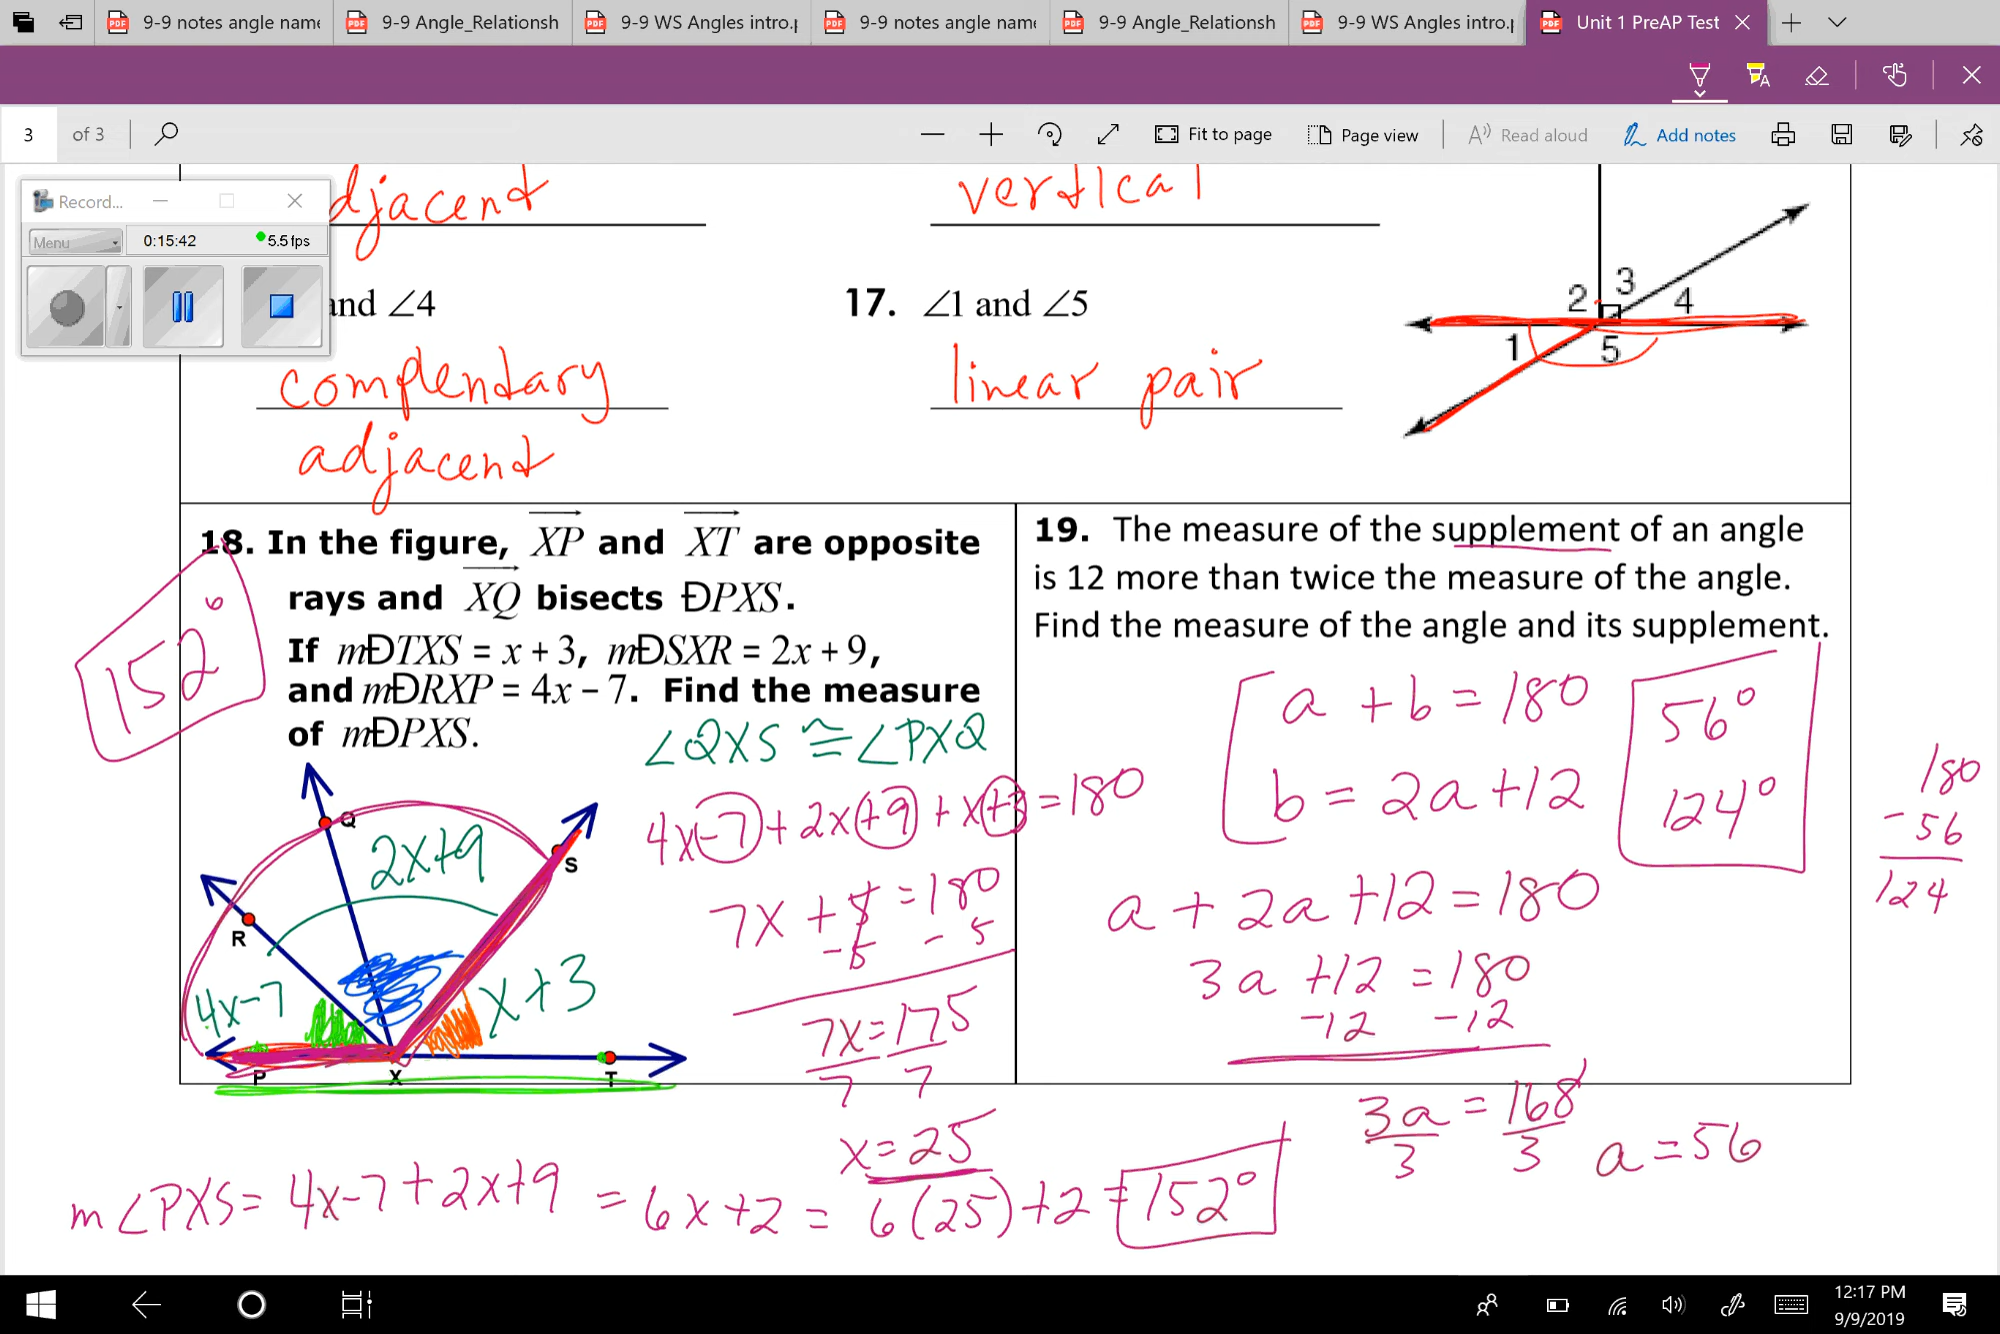 9-9 notes angle name
9-9 Angle_Relationsh
9-9 WS Angles intro.p
9-9 notes angle name
9-9 Angle_Relationsh
9-9 WS Angles intro.p
Unit 1 PreAP Test
3 of 3
Fit to page
Page view
Read aloud
Add notes
Record...
Menu
0:15:42
5.5 fps
djacent
vertical
and ∠4
17. ∠1 and ∠5
complendary
adjacent
linear pair
2 3 4
1 5
18. In the figure, XP and XT are opposite
rays and XQ bisects ÐPXS.
If mÐTXS = x + 3, mÐSXR = 2x + 9,
and mÐRXP = 4x – 7. Find the measure
of mÐPXS.
152°
∠QXS ≅ ∠PXQ
4x-7+2x+9+x+3=180
7x+5=180
-5 -5
7x=175
7 7
x=25
Q
2x+9
S
R
4x-7
x+3
P X T
m∠PXS= 4x-7+2x+9 = 6x+2 = 6(25)+2=152°
19. The measure of the supplement of an angle
is 12 more than twice the measure of the angle.
Find the measure of the angle and its supplement.
a+b=180
b=2a+12
56°
124°
180
-56
124
a+2a+12=180
3a+12=180
-12 -12
3a=168
3 3
a=56
12:17 PM
9/9/2019